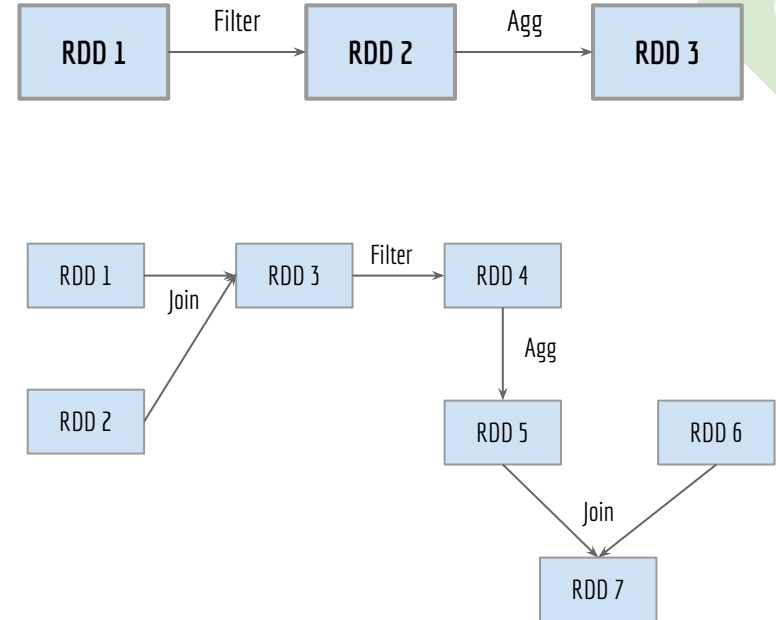 Filter
Agg
RDD 1
RDD 2
RDD 3
RDD 1
Join
RDD 3
Filter
RDD 4
RDD 2
Agg
RDD 5
RDD 6
Join
RDD 7